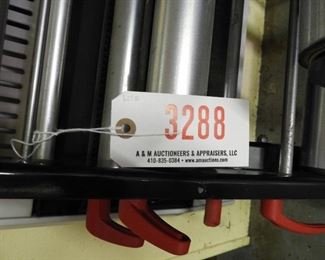 3288
A & M AUCTIONEERS & APPRAISERS, LLC
410-835-0384 • www.amauctions.com